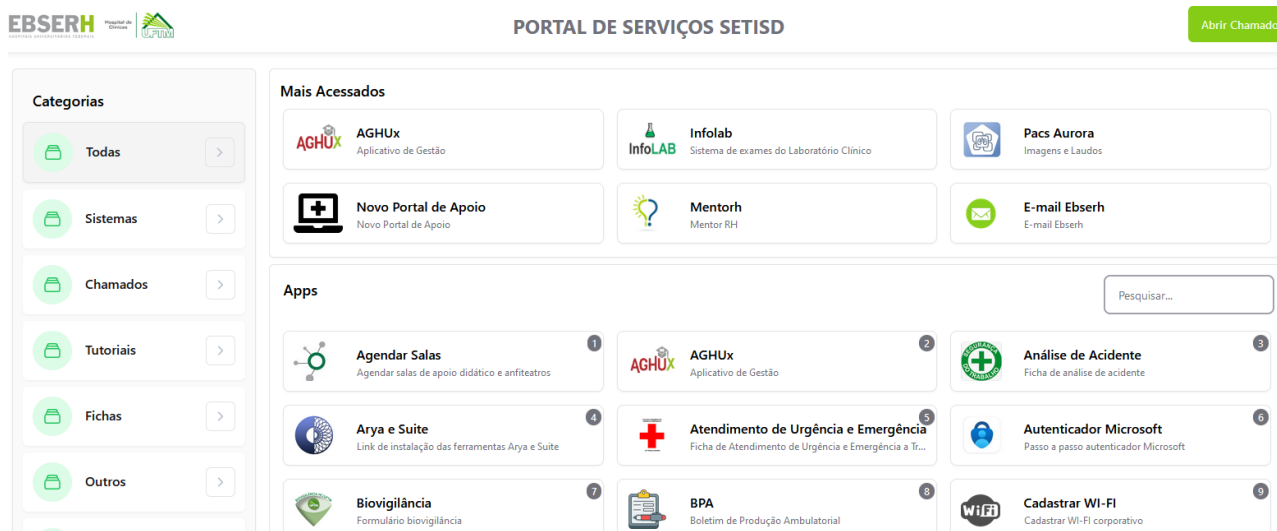 EBSERH
HOSPITAIS UNIVERSITÁRIOS FEDERAIS
Hospital de
Clínicas
UFTM
PORTAL DE SERVIÇOS SETISD
Abrir Chamado
Categorias
Todas
Sistemas
Chamados
Tutoriais
Fichas
Outros
Mais Acessados
AGHUX
AGHUx
Aplicativo de Gestão
InfoLAB
Infolab
Sistema de exames do Laboratório Clínico
Pacs Aurora
Imagens e Laudos
Novo Portal de Apoio
Novo Portal de Apoio
Mentorh
Mentor RH
E-mail Ebserh
E-mail Ebserh
Apps
Pesquisar...
1
Agendar Salas
Agendar salas de apoio didático e anfiteatros
2
AGHUX
AGHUx
Aplicativo de Gestão
3
SEGURANÇA
DO TRABALHO
Análise de Acidente
Ficha de análise de acidente
4
Arya e Suite
Link de instalação das ferramentas Arya e Suite
5
Atendimento de Urgência e Emergência
Ficha de Atendimento de Urgência e Emergência a Tr...
6
Autenticador Microsoft
Passo a passo autenticador Microsoft
7
Biovigilância
Formulário biovigilância
8
BPA
Boletim de Produção Ambulatorial
9
WiFi
Cadastrar WI-FI
Cadastrar WI-FI corporativo